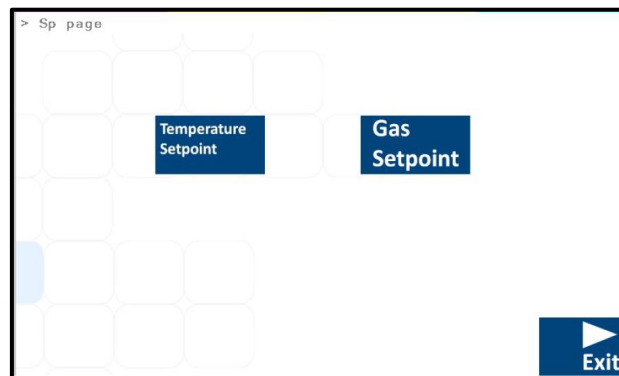 > Sp page
Temperature
Setpoint
Gas
Setpoint
Exit